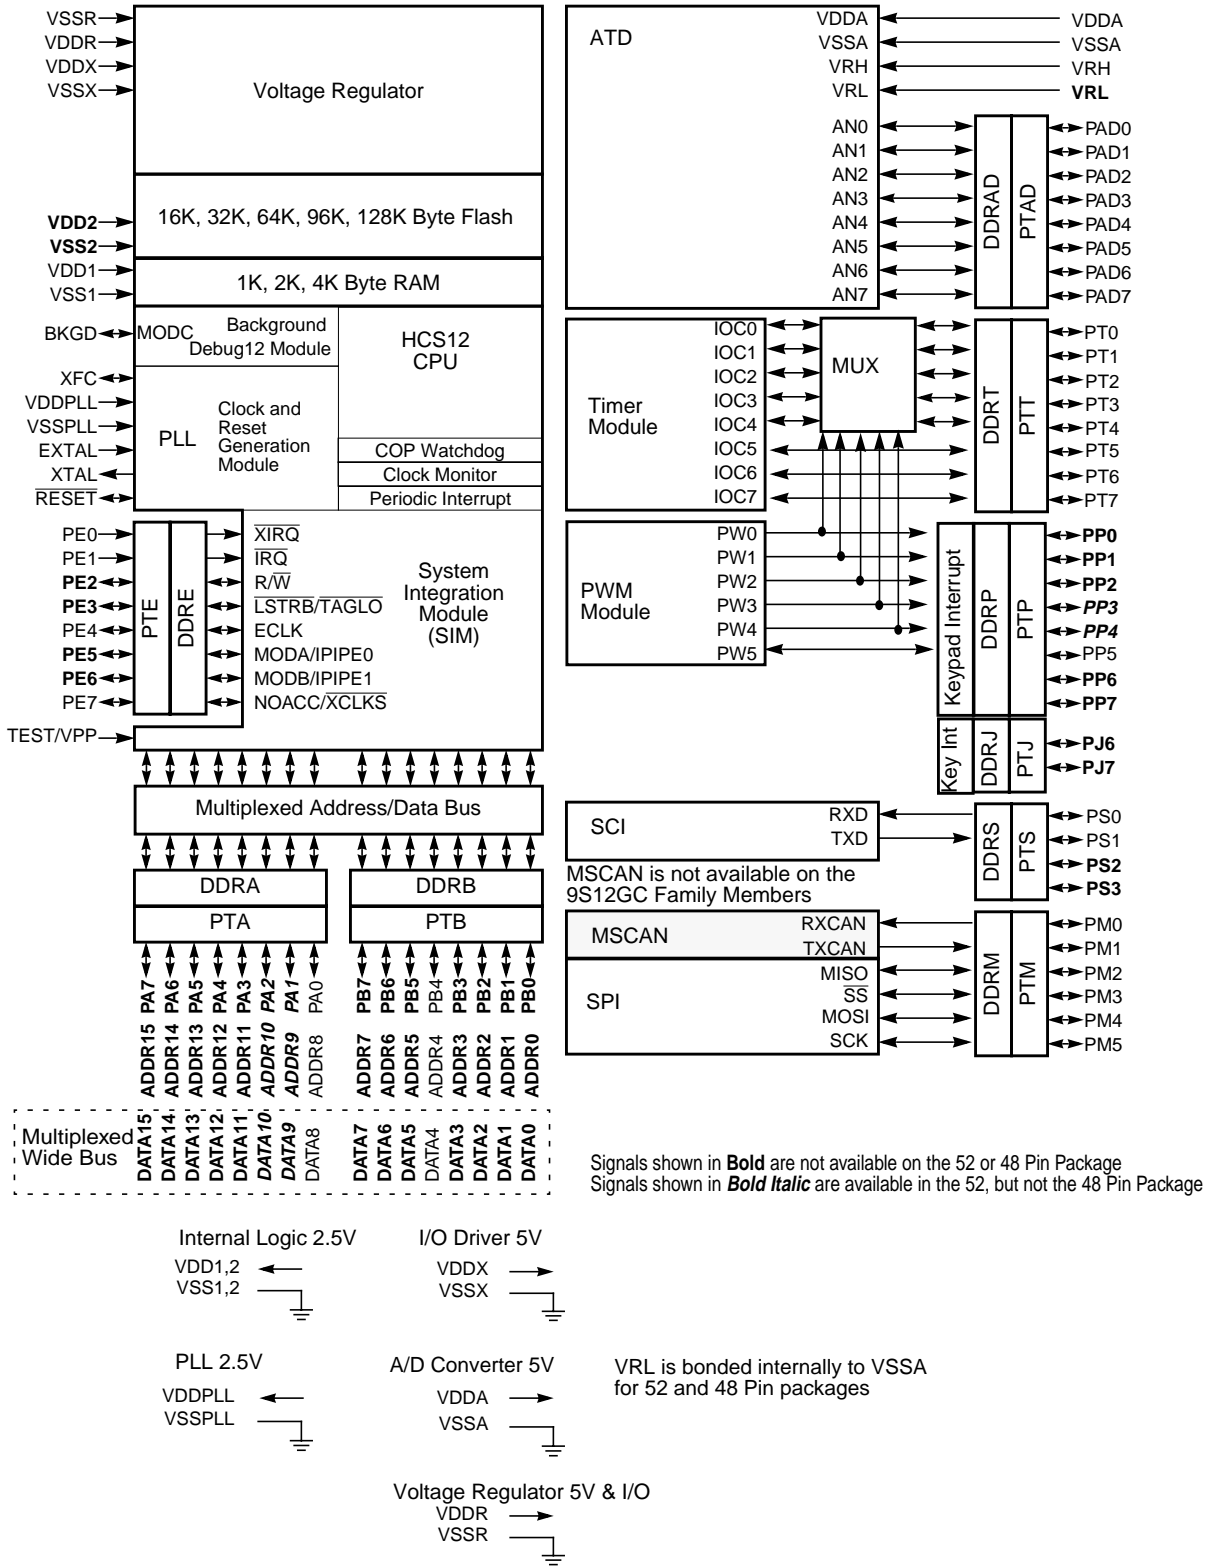 VSSR
VDDR
VDDX
VSSX
Voltage Regulator
VDD2
VSS2
16K, 32K, 64K, 96K, 128K Byte Flash
VDD1
VSS1
1K, 2K, 4K Byte RAM
BKGD
MODC
Background
Debug12 Module
HCS12
CPU
XFC
VDDPLL
VSSPLL
EXTAL
XTAL
RESET
PLL
Clock and
Reset
Generation
Module
COP Watchdog
Clock Monitor
Periodic Interrupt
PE0
PE1
PE2
PE3
PE4
PE5
PE6
PE7
PTE
DDRE
XIRQ
IRQ
R/W
LSTRB/TAGLO
ECLK
MODA/IPIPE0
MODB/IPIPE1
NOACC/XCLKS
System
Integration
Module
(SIM)
TEST/VPP
Multiplexed Address/Data Bus
DDRA
DDRB
PTA
PTB
PA7
PA6
PA5
PA4
PA3
PA2
PA1
PA0
PB7
PB6
PB5
PB4
PB3
PB2
PB1
PB0
ADDR15
ADDR14
ADDR13
ADDR12
ADDR11
ADDR10
ADDR9
ADDR8
ADDR7
ADDR6
ADDR5
ADDR4
ADDR3
ADDR2
ADDR1
ADDR0
Multiplexed
Wide Bus
DATA15
DATA14
DATA13
DATA12
DATA11
DATA10
DATA9
DATA8
DATA7
DATA6
DATA5
DATA4
DATA3
DATA2
DATA1
DATA0
ATD
VDDA
VSSA
VRH
VRL
VDDA
VSSA
VRH
VRL
AN0
AN1
AN2
AN3
AN4
AN5
AN6
AN7
DDRAD
PTAD
PAD0
PAD1
PAD2
PAD3
PAD4
PAD5
PAD6
PAD7
Timer
Module
IOC0
IOC1
IOC2
IOC3
IOC4
IOC5
IOC6
IOC7
MUX
DDRT
PTT
PT0
PT1
PT2
PT3
PT4
PT5
PT6
PT7
PWM
Module
PW0
PW1
PW2
PW3
PW4
PW5
Keypad Interrupt
DDRP
PTP
PP0
PP1
PP2
PP3
PP4
PP5
PP6
PP7
Key Int
DDRJ
PTJ
PJ6
PJ7
SCI
RXD
TXD
DDRS
PTS
PS0
PS1
PS2
PS3
MSCAN is not available on the
9S12GC Family Members
MSCAN
RXCAN
TXCAN
SPI
MISO
SS
MOSI
SCK
DDRM
PTM
PM0
PM1
PM2
PM3
PM4
PM5
Signals shown in Bold are not available on the 52 or 48 Pin Package
Signals shown in Bold Italic are available in the 52, but not the 48 Pin Package
Internal Logic 2.5V
VDD1,2
VSS1,2
I/O Driver 5V
VDDX
VSSX
PLL 2.5V
VDDPLL
VSSPLL
A/D Converter 5V
VDDA
VSSA
VRL is bonded internally to VSSA
for 52 and 48 Pin packages
Voltage Regulator 5V & I/O
VDDR
VSSR